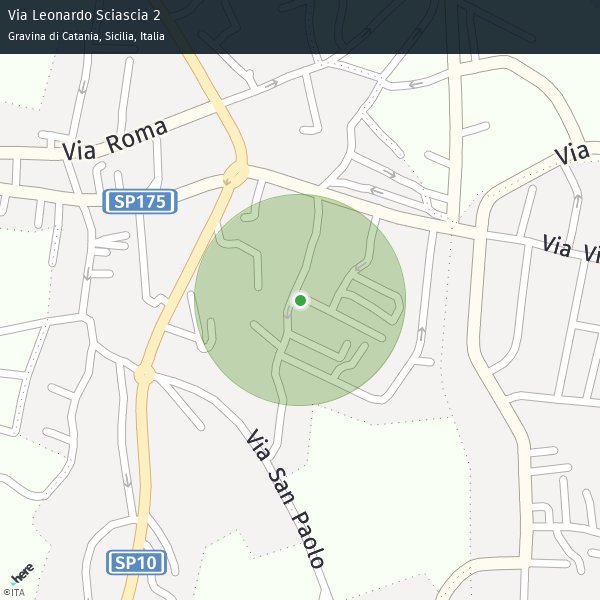 Via Leonardo Sciascia 2
Gravina di Catania, Sicilia, Italia
Via Roma
Via
SP175
Via Vi
Via San Paolo
SP10
here
©ITA